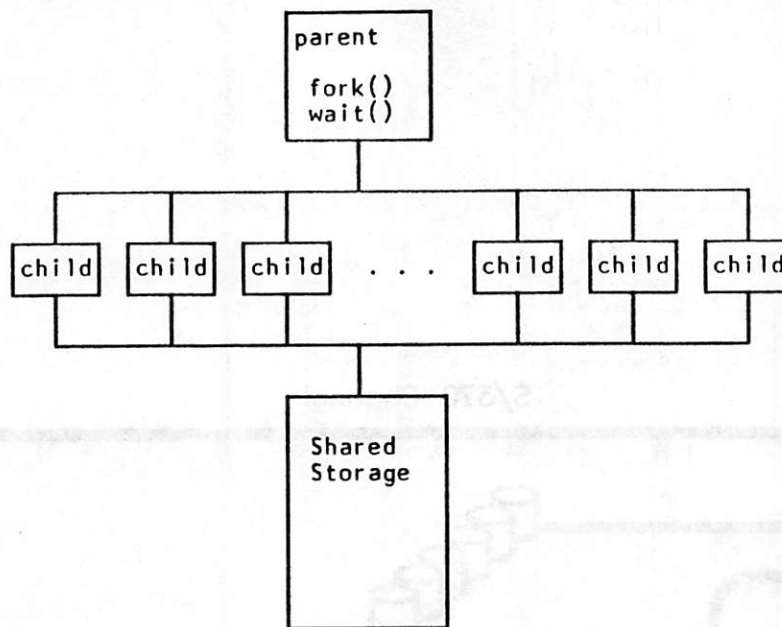 parent
fork()
wait()
child child child . . . child child child
Shared
Storage